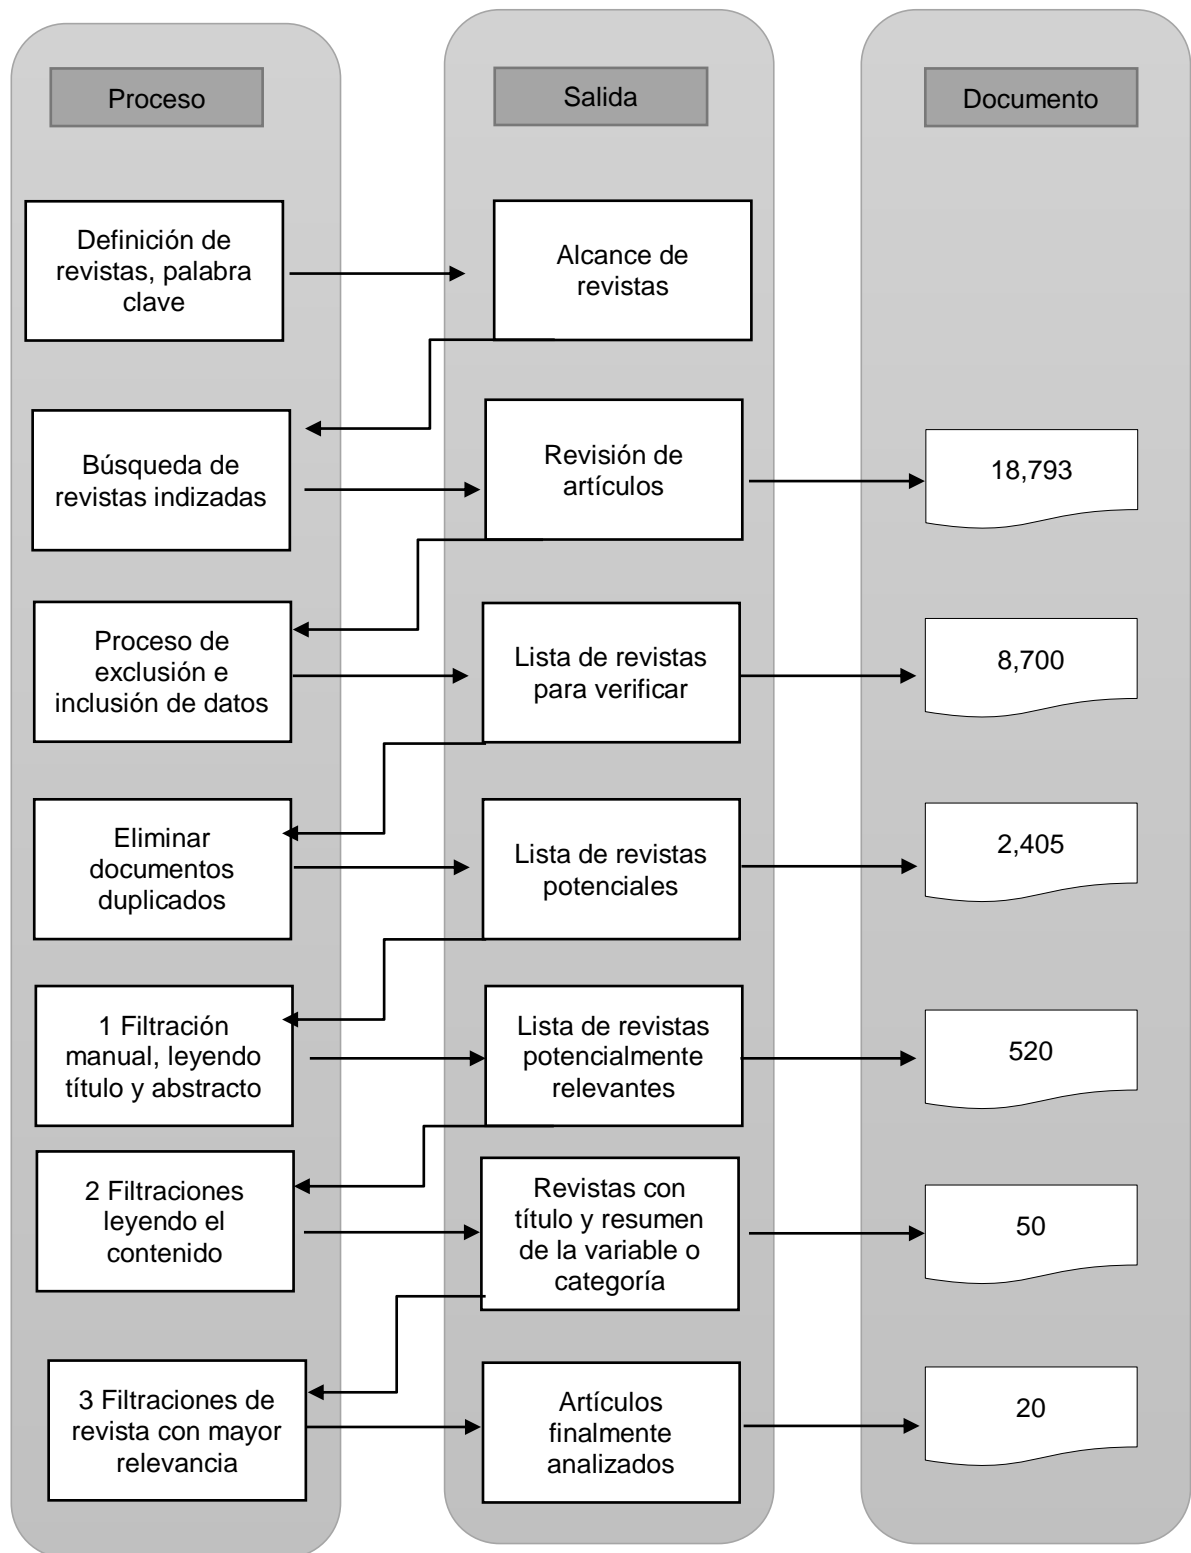 Proceso
Salida
Documento
Definición de
revistas, palabra
clave
Alcance de
revistas
Búsqueda de
revistas indizadas
Revisión de
artículos
18,793
Proceso de
exclusión e
inclusión de datos
Lista de revistas
para verificar
8,700
Eliminar
documentos
duplicados
Lista de revistas
potenciales
2,405
1 Filtración
manual, leyendo
título y abstracto
Lista de revistas
potencialmente
relevantes
520
2 Filtraciones
leyendo el
contenido
Revistas con
título y resumen
de la variable o
categoría
50
3 Filtraciones de
revista con mayor
relevancia
Artículos
finalmente
analizados
20